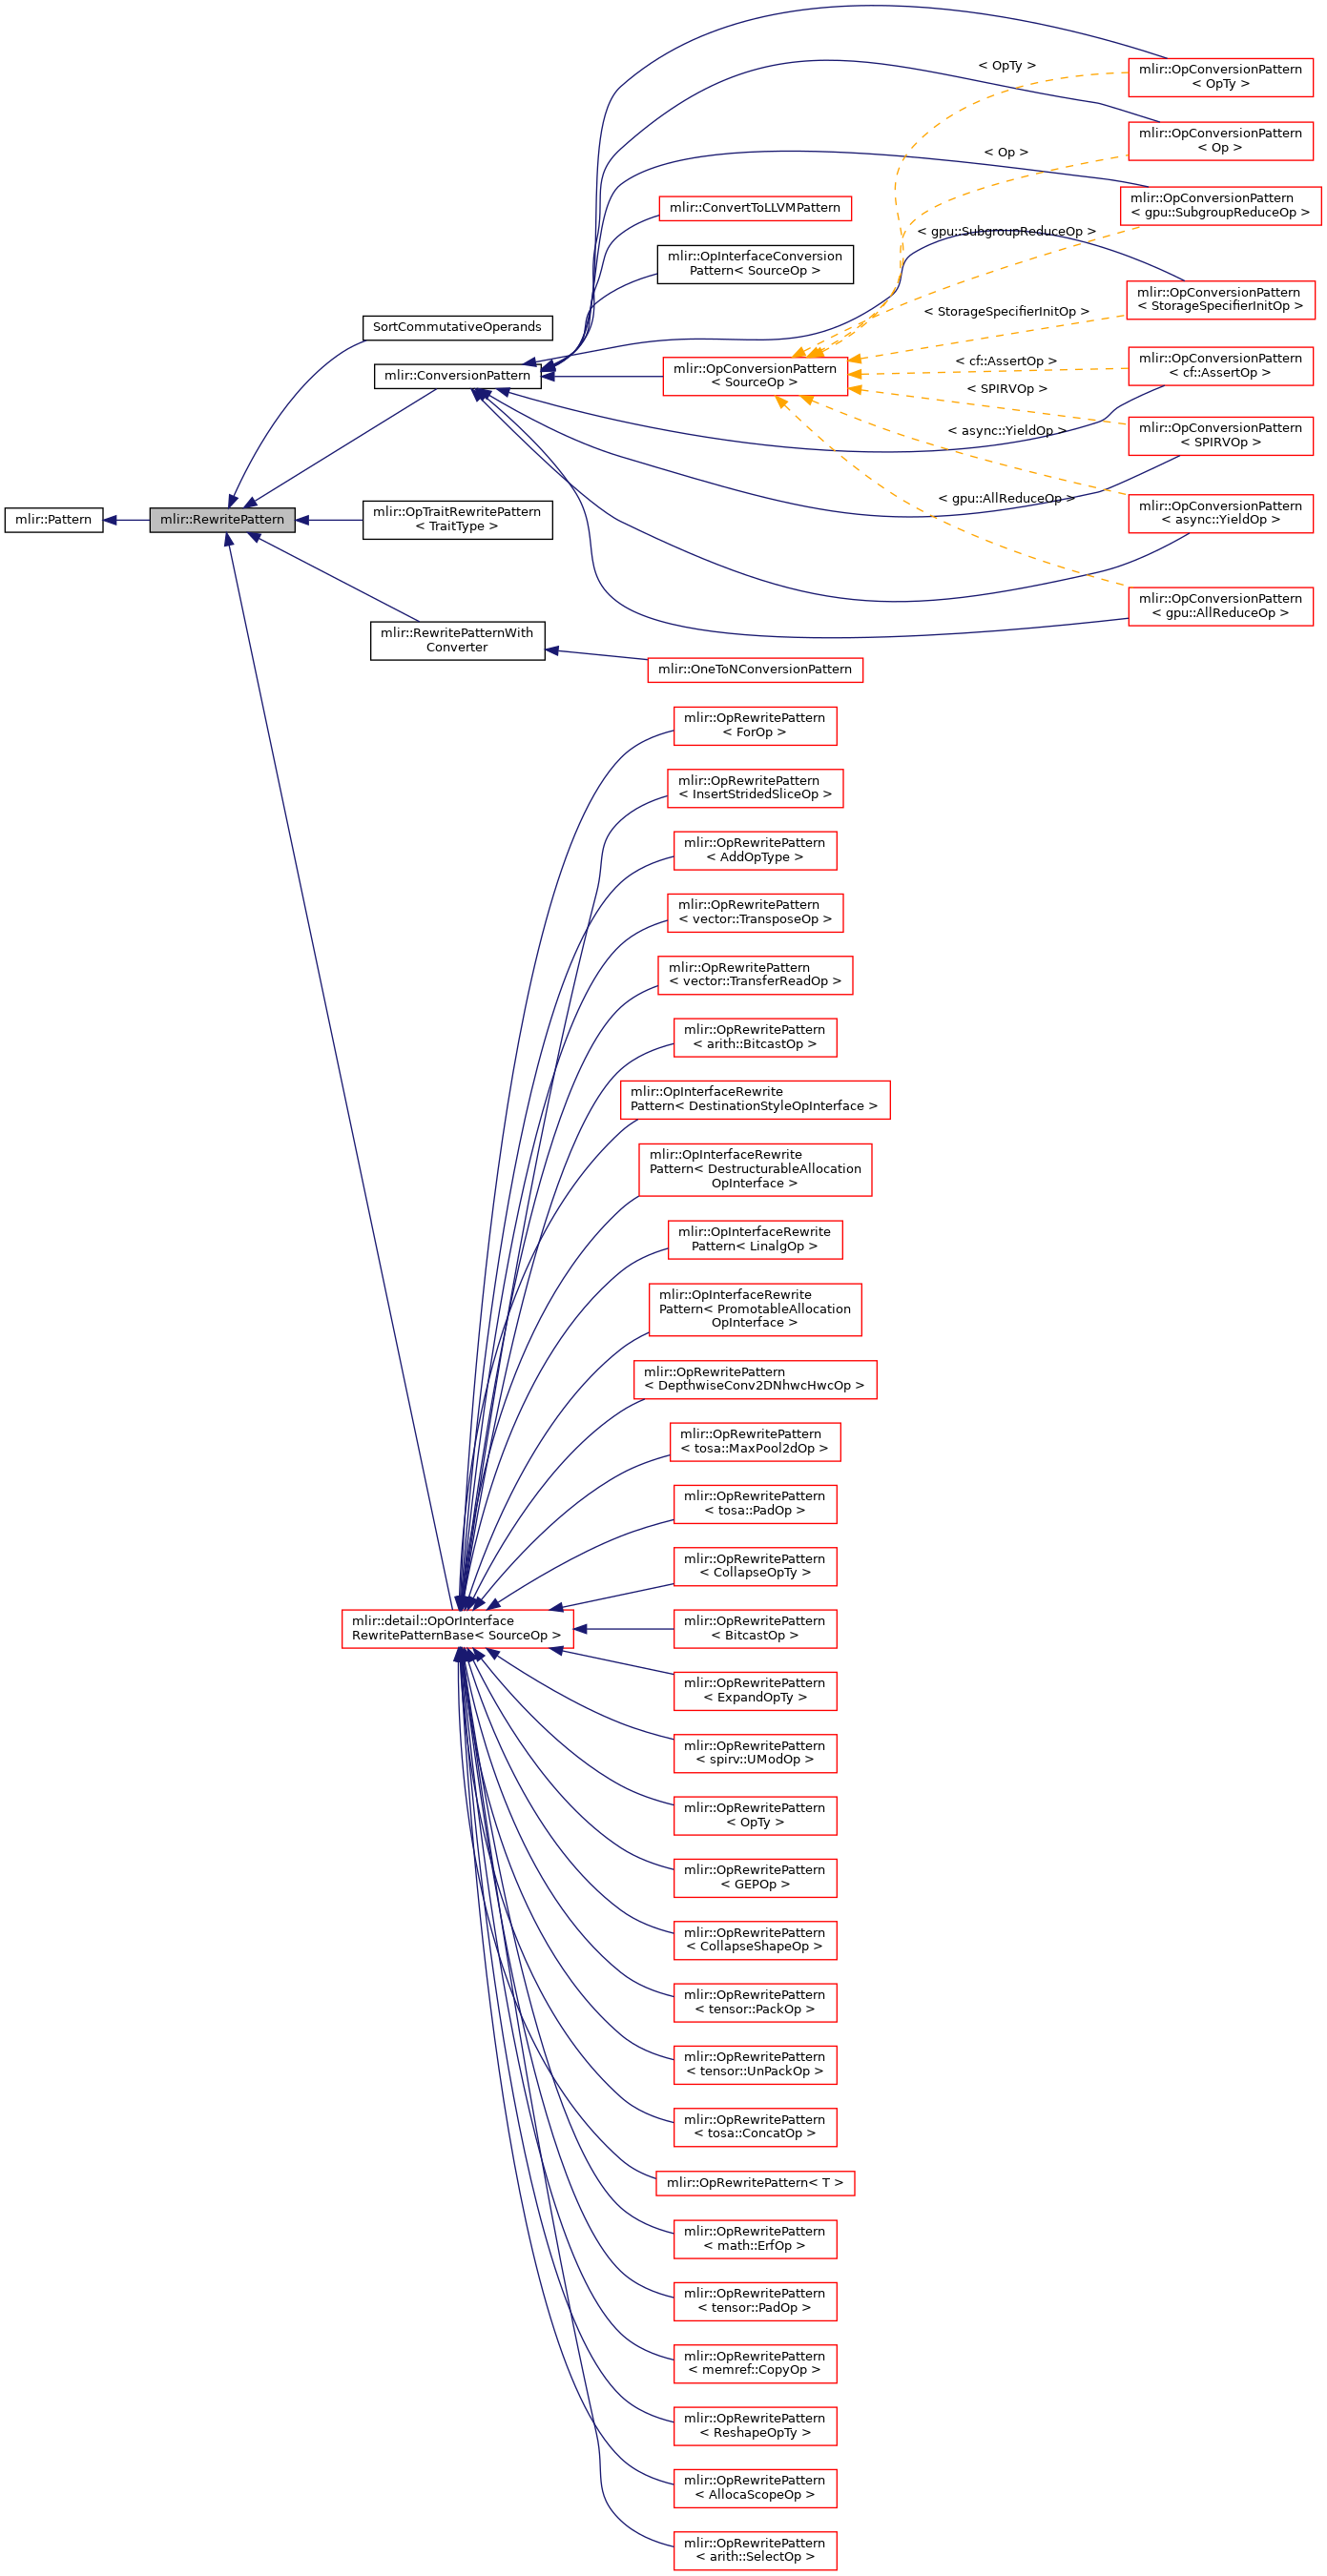 mlir::OpConversionPattern
< OpTy >
< OpTy >
mlir::OpConversionPattern
< Op >
< Op >
mlir::OpConversionPattern
< gpu::SubgroupReduceOp >
mlir::ConvertToLLVMPattern
< gpu::SubgroupReduceOp >
mlir::OpInterfaceConversion
Pattern< SourceOp >
mlir::OpConversionPattern
< StorageSpecifierInitOp >
< StorageSpecifierInitOp >
SortCommutativeOperands
mlir::ConversionPattern
mlir::OpConversionPattern
< SourceOp >
< cf::AssertOp >
mlir::OpConversionPattern
< cf::AssertOp >
< SPIRVOp >
mlir::OpConversionPattern
< SPIRVOp >
< async::YieldOp >
mlir::OpConversionPattern
< async::YieldOp >
< gpu::AllReduceOp >
mlir::Pattern
mlir::RewritePattern
mlir::OpTraitRewritePattern
< TraitType >
mlir::OpConversionPattern
< gpu::AllReduceOp >
mlir::RewritePatternWith
Converter
mlir::OneToNConversionPattern
mlir::OpRewritePattern
< ForOp >
mlir::OpRewritePattern
< InsertStridedSliceOp >
mlir::OpRewritePattern
< AddOpType >
mlir::OpRewritePattern
< vector::TransposeOp >
mlir::OpRewritePattern
< vector::TransferReadOp >
mlir::OpRewritePattern
< arith::BitcastOp >
mlir::OpInterfaceRewrite
Pattern< DestinationStyleOpInterface >
mlir::OpInterfaceRewrite
Pattern< DestructurableAllocation
OpInterface >
mlir::OpInterfaceRewrite
Pattern< LinalgOp >
mlir::OpInterfaceRewrite
Pattern< PromotableAllocation
OpInterface >
mlir::OpRewritePattern
< DepthwiseConv2DNhwcHwcOp >
mlir::OpRewritePattern
< tosa::MaxPool2dOp >
mlir::OpRewritePattern
< tosa::PadOp >
mlir::OpRewritePattern
< CollapseOpTy >
mlir::detail::OpOrInterface
RewritePatternBase< SourceOp >
mlir::OpRewritePattern
< BitcastOp >
mlir::OpRewritePattern
< ExpandOpTy >
mlir::OpRewritePattern
< spirv::UModOp >
mlir::OpRewritePattern
< OpTy >
mlir::OpRewritePattern
< GEPOp >
mlir::OpRewritePattern
< CollapseShapeOp >
mlir::OpRewritePattern
< tensor::PackOp >
mlir::OpRewritePattern
< tensor::UnPackOp >
mlir::OpRewritePattern
< tosa::ConcatOp >
mlir::OpRewritePattern< T >
mlir::OpRewritePattern
< math::ErfOp >
mlir::OpRewritePattern
< tensor::PadOp >
mlir::OpRewritePattern
< memref::CopyOp >
mlir::OpRewritePattern
< ReshapeOpTy >
mlir::OpRewritePattern
< AllocaScopeOp >
mlir::OpRewritePattern
< arith::SelectOp >